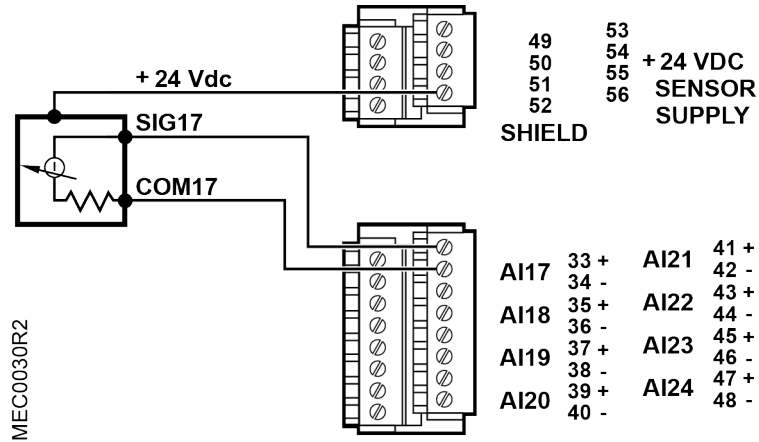 + 24 Vdc
SIG17
COM17
I
49
50
51
52
SHIELD
53
54
55
56
+ 24 VDC
SENSOR
SUPPLY
AI17 33 +
34 -
AI18 35 +
36 -
AI19 37 +
38 -
AI20 39 +
40 -
AI21 41 +
42 -
AI22 43 +
44 -
AI23 45 +
46 -
AI24 47 +
48 -
MEC0030R2